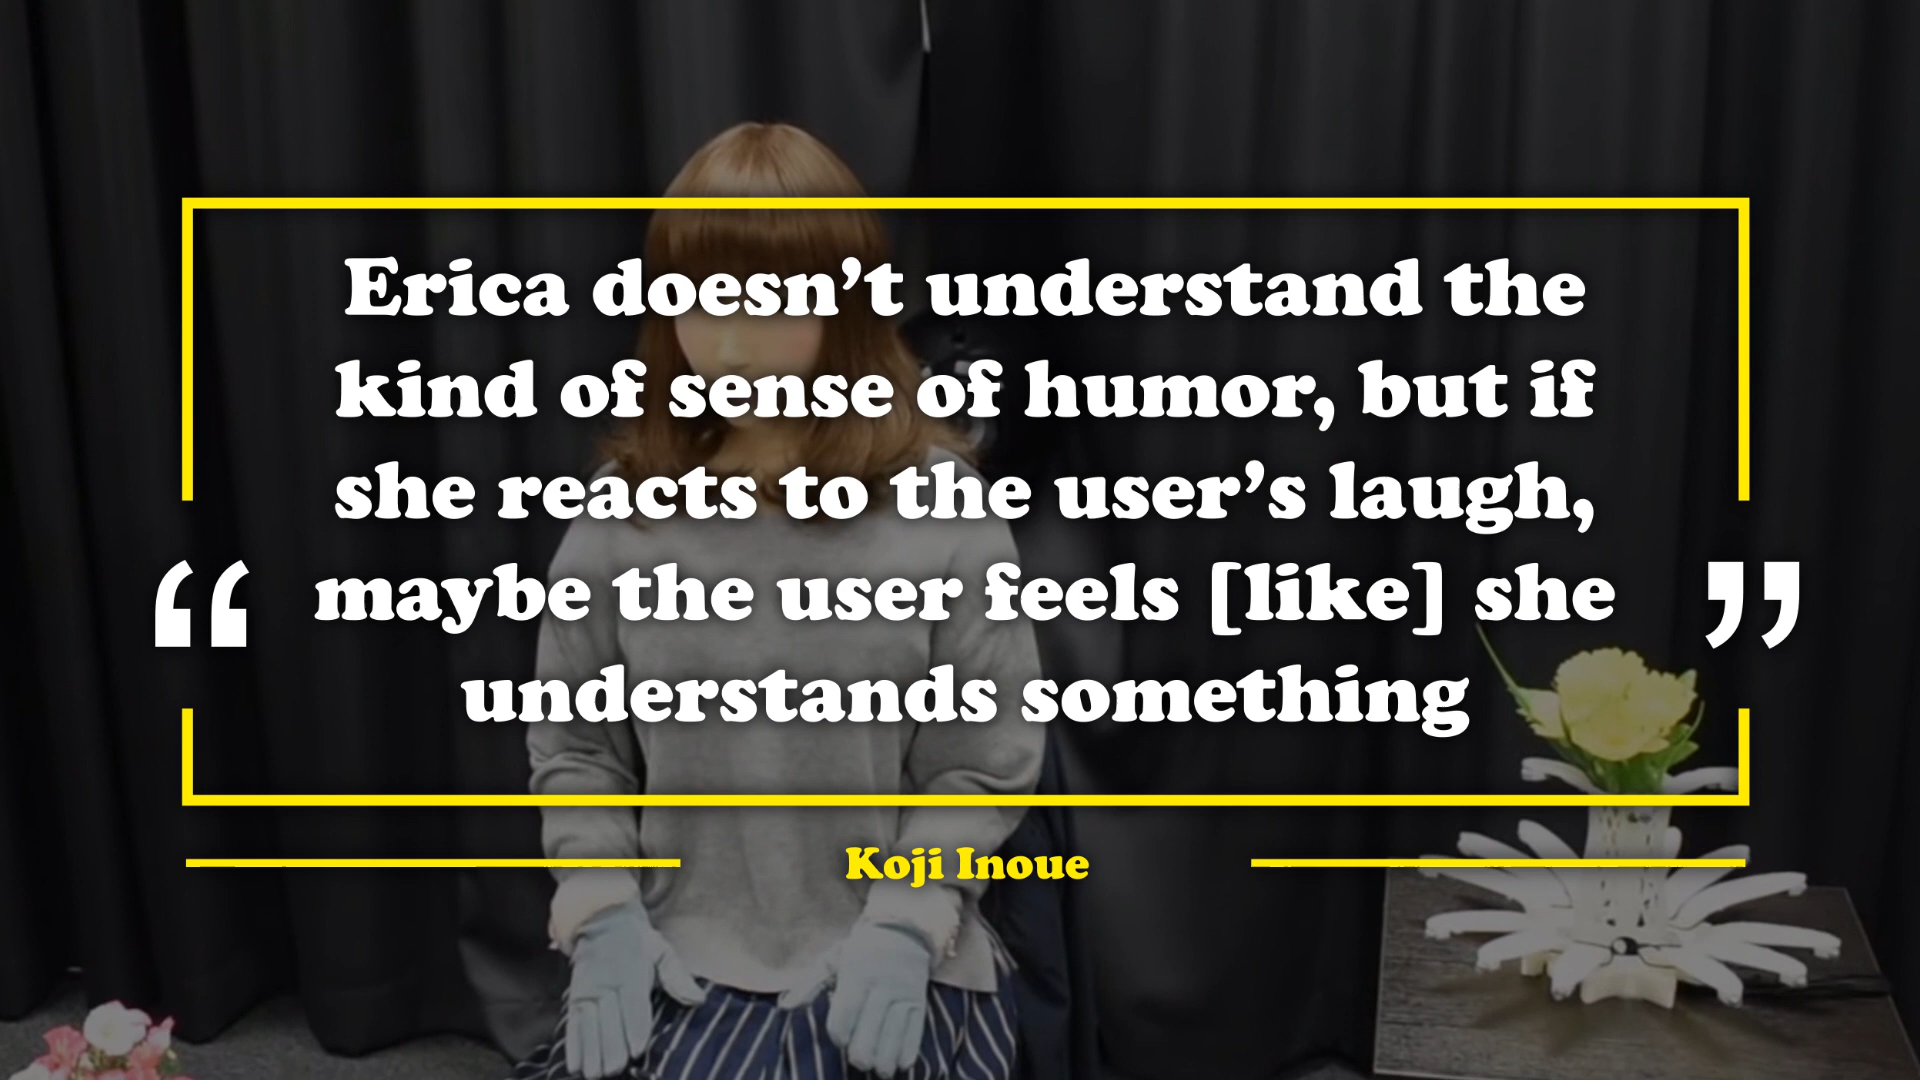 Erica doesn’t understand the
kind of sense of humor, but if
she reacts to the user’s laugh,
“ maybe the user feels [like] she ”
understands something
Koji Inoue